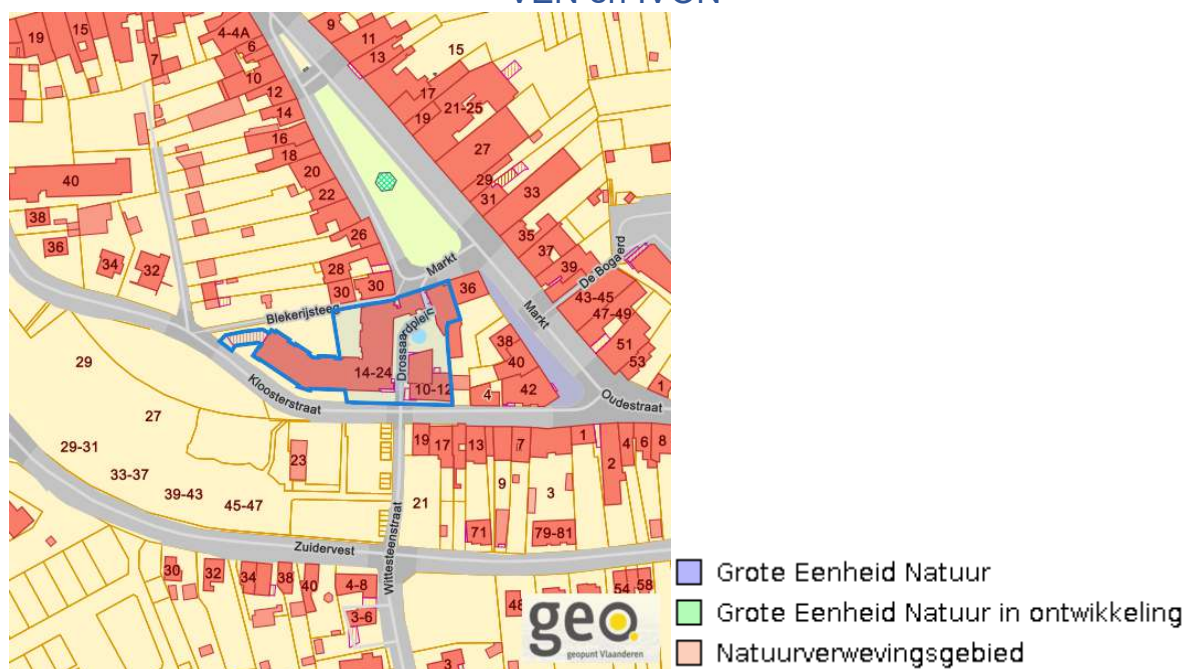 VEN en IVON
19 15 7 4-4A 6 9 11 13 15
10 12 14 17 19 21-25
16 18 20 22 27 29 31 33
40
38 36 34 32 26 28 30 30 35 37 39
De Bogaerd
Markt
36 43-45 47-49 51 53 1
Blekerijsteeg
Drossaardplein
Markt
38 40 42 4
14-24 10-12
29
Kloosterstraat
Oudestraat
27
29-31
33-37
39-43
45-47
23
19 17 13 7 1 2 4 6 8
21 9 3
71 79-81
Zuidervest
Wittesteenstraat
30 32 34 38 40 4-8
3-6
48 54 58
3
geo.
geopunt Vlaanderen
Grote Eenheid Natuur
Grote Eenheid Natuur in ontwikkeling
Natuurverwevingsgebied